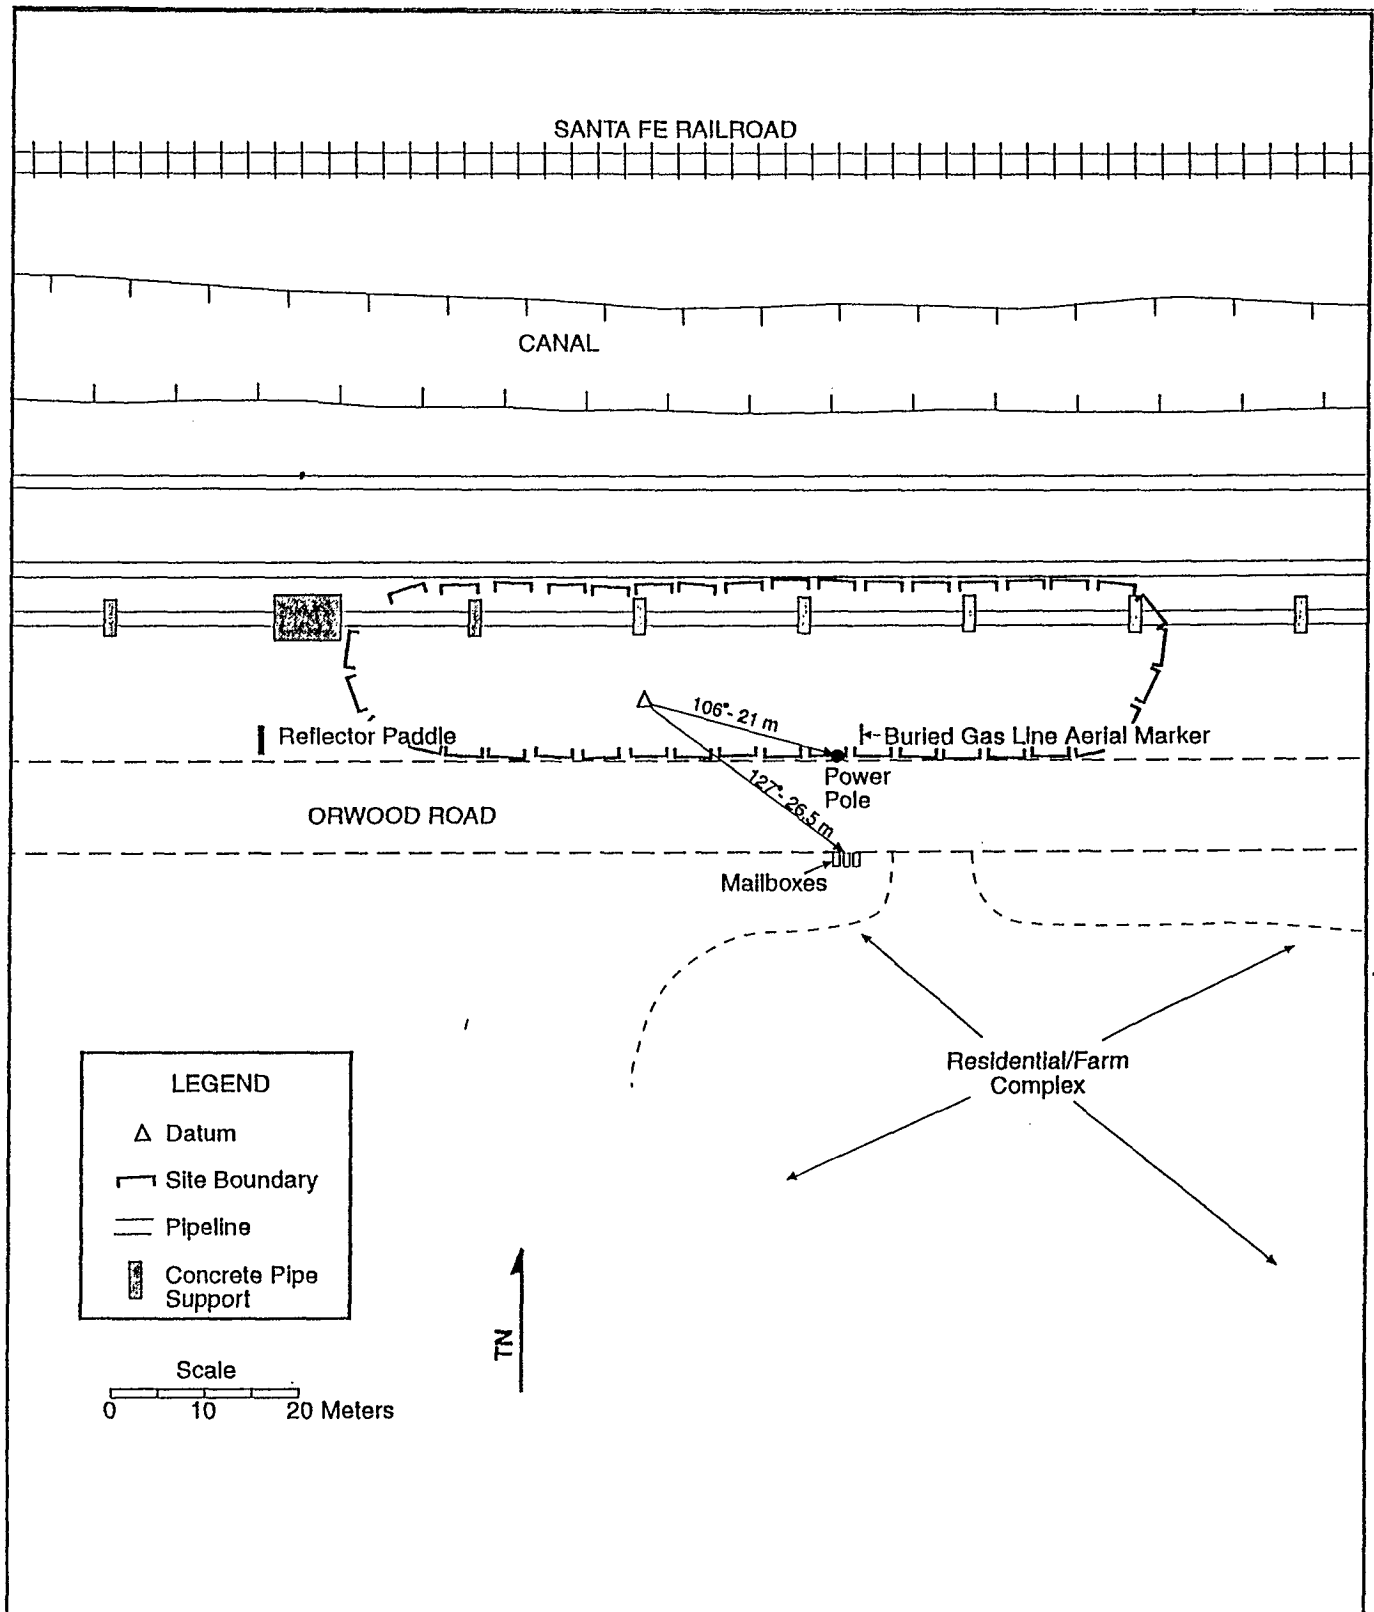 SANTA FE RAILROAD
CANAL
106°- 21 m
Reflector Paddle
Buried Gas Line Aerial Marker
Power
Pole
127°- 26.5 m
ORWOOD ROAD
Mailboxes
Residential/Farm
Complex
LEGEND
Datum
Site Boundary
Pipeline
Concrete Pipe
Support
TN
Scale
0 10 20 Meters